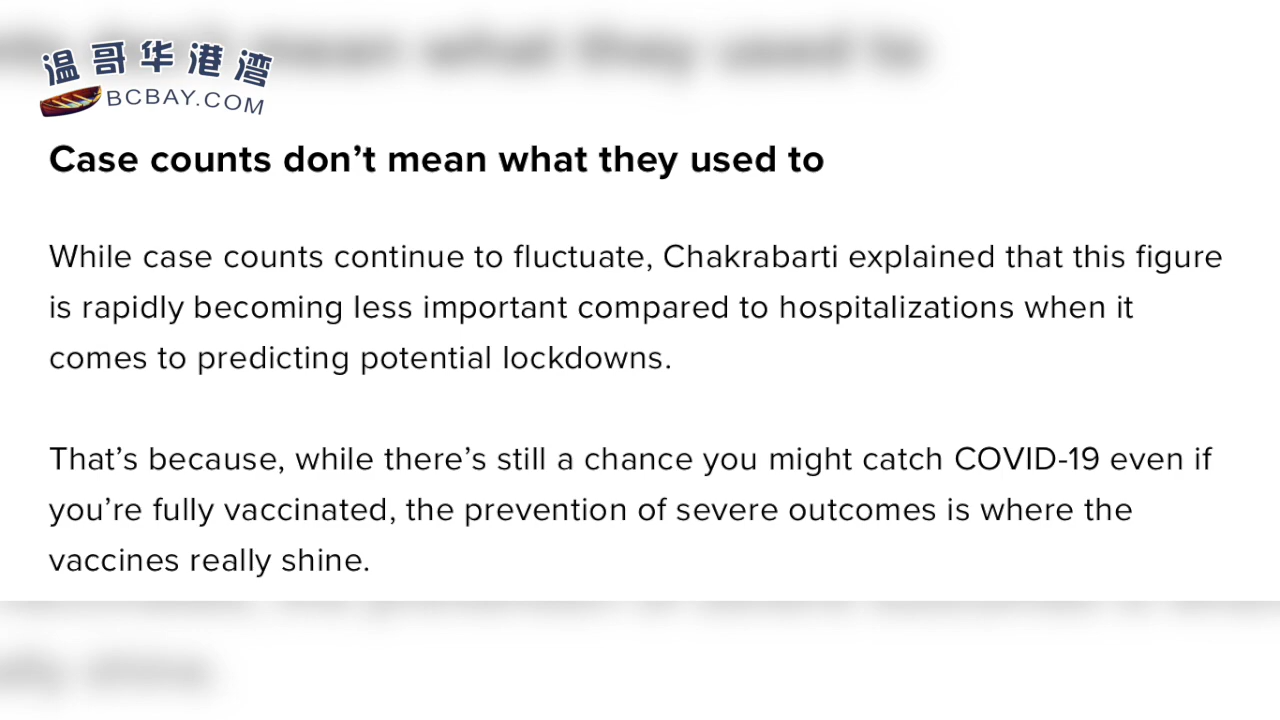 温哥华港湾
BCBAY.COM
Case counts don’t mean what they used to
While case counts continue to fluctuate, Chakrabarti explained that this figure
is rapidly becoming less important compared to hospitalizations when it
comes to predicting potential lockdowns.
That’s because, while there’s still a chance you might catch COVID-19 even if
you’re fully vaccinated, the prevention of severe outcomes is where the
vaccines really shine.